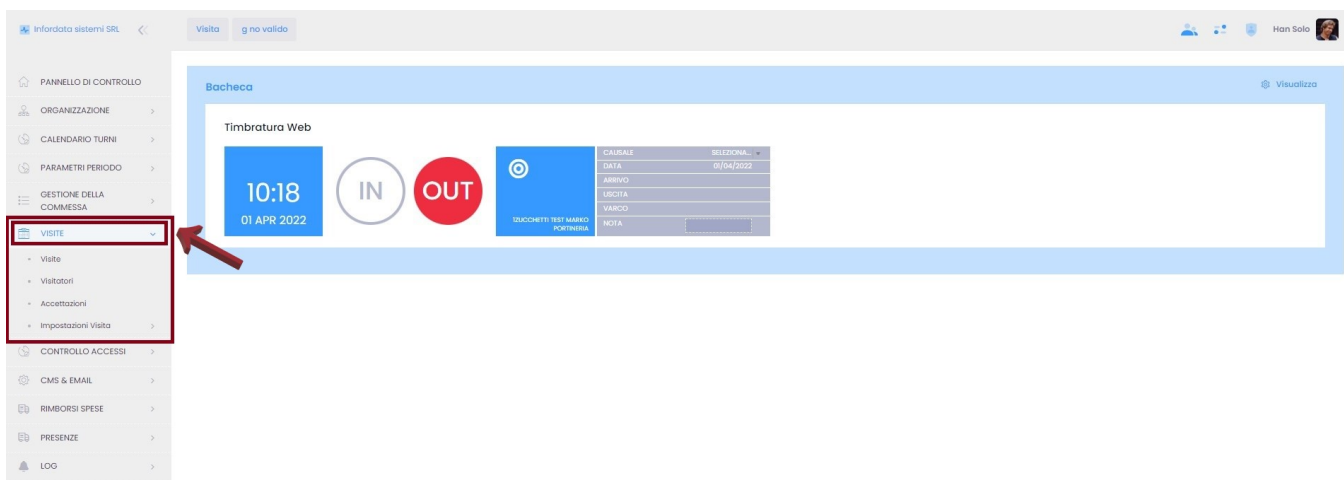 Infordata sistemi SRL
Visita
g no valido
Han Solo
PANNELLO DI CONTROLLO
ORGANIZZAZIONE
CALENDARIO TURNI
PARAMETRI PERIODO
GESTIONE DELLA
COMMESSA
VISITE
Visite
Visitatori
Accettazioni
Impostazioni Visita
CONTROLLO ACCESSI
CMS & EMAIL
RIMBORSI SPESE
PRESENZE
LOG
Bacheca
Visualizza
Timbratura Web
10:18
01 APR 2022
IN
OUT
1ZUCCHETTI TEST MARKO
PORTINERIA
CAUSALE SELEZIONA...
DATA 01/04/2022
ARRIVO
USCITA
VARCO
NOTA